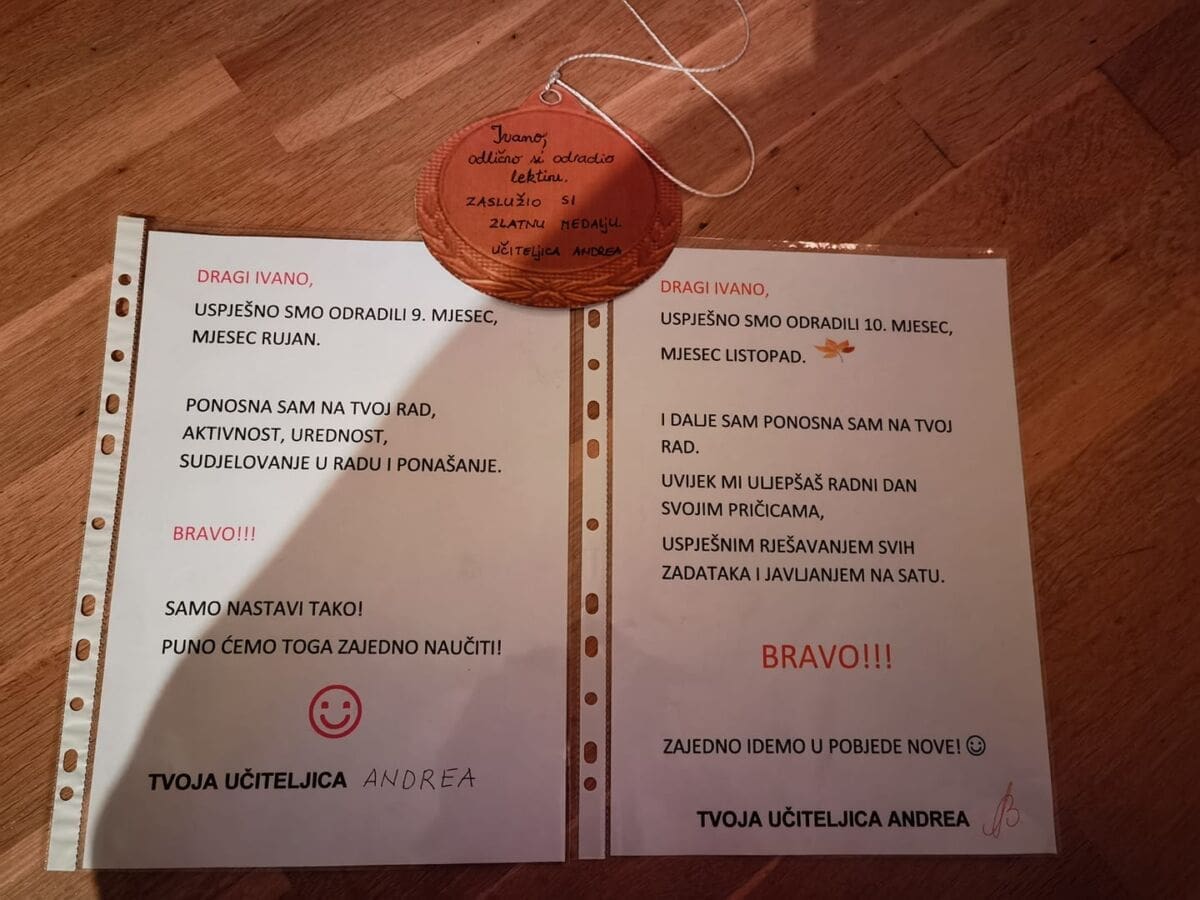 Ivano,
odlično si odradio
lektiru.
ZASLUŽIO SI
ZLATNU MEDALJU.
UČITELJICA ANDREA
DRAGI IVANO,
USPJEŠNO SMO ODRADILI 9. MJESEC,
MJESEC RUJAN.
PONOSNA SAM NA TVOJ RAD,
AKTIVNOST, UREDNOST,
SUDJELOVANJE U RADU I PONAŠANJE.
BRAVO!!!
SAMO NASTAVI TAKO!
PUNO ĆEMO TOGA ZAJEDNO NAUČITI!
TVOJA UČITELJICA ANDREA
DRAGI IVANO,
USPJEŠNO SMO ODRADILI 10. MJESEC,
MJESEC LISTOPAD.
I DALJE SAM PONOSNA SAM NA TVOJ
RAD.
UVIJEK MI ULJEPŠAŠ RADNI DAN
SVOJIM PRIČICAMA,
USPJEŠNIM RJEŠAVANJEM SVIH
ZADATAKA I JAVLJANJEM NA SATU.
BRAVO!!!
ZAJEDNO IDEMO U POBJEDE NOVE! ☺
TVOJA UČITELJICA ANDREA